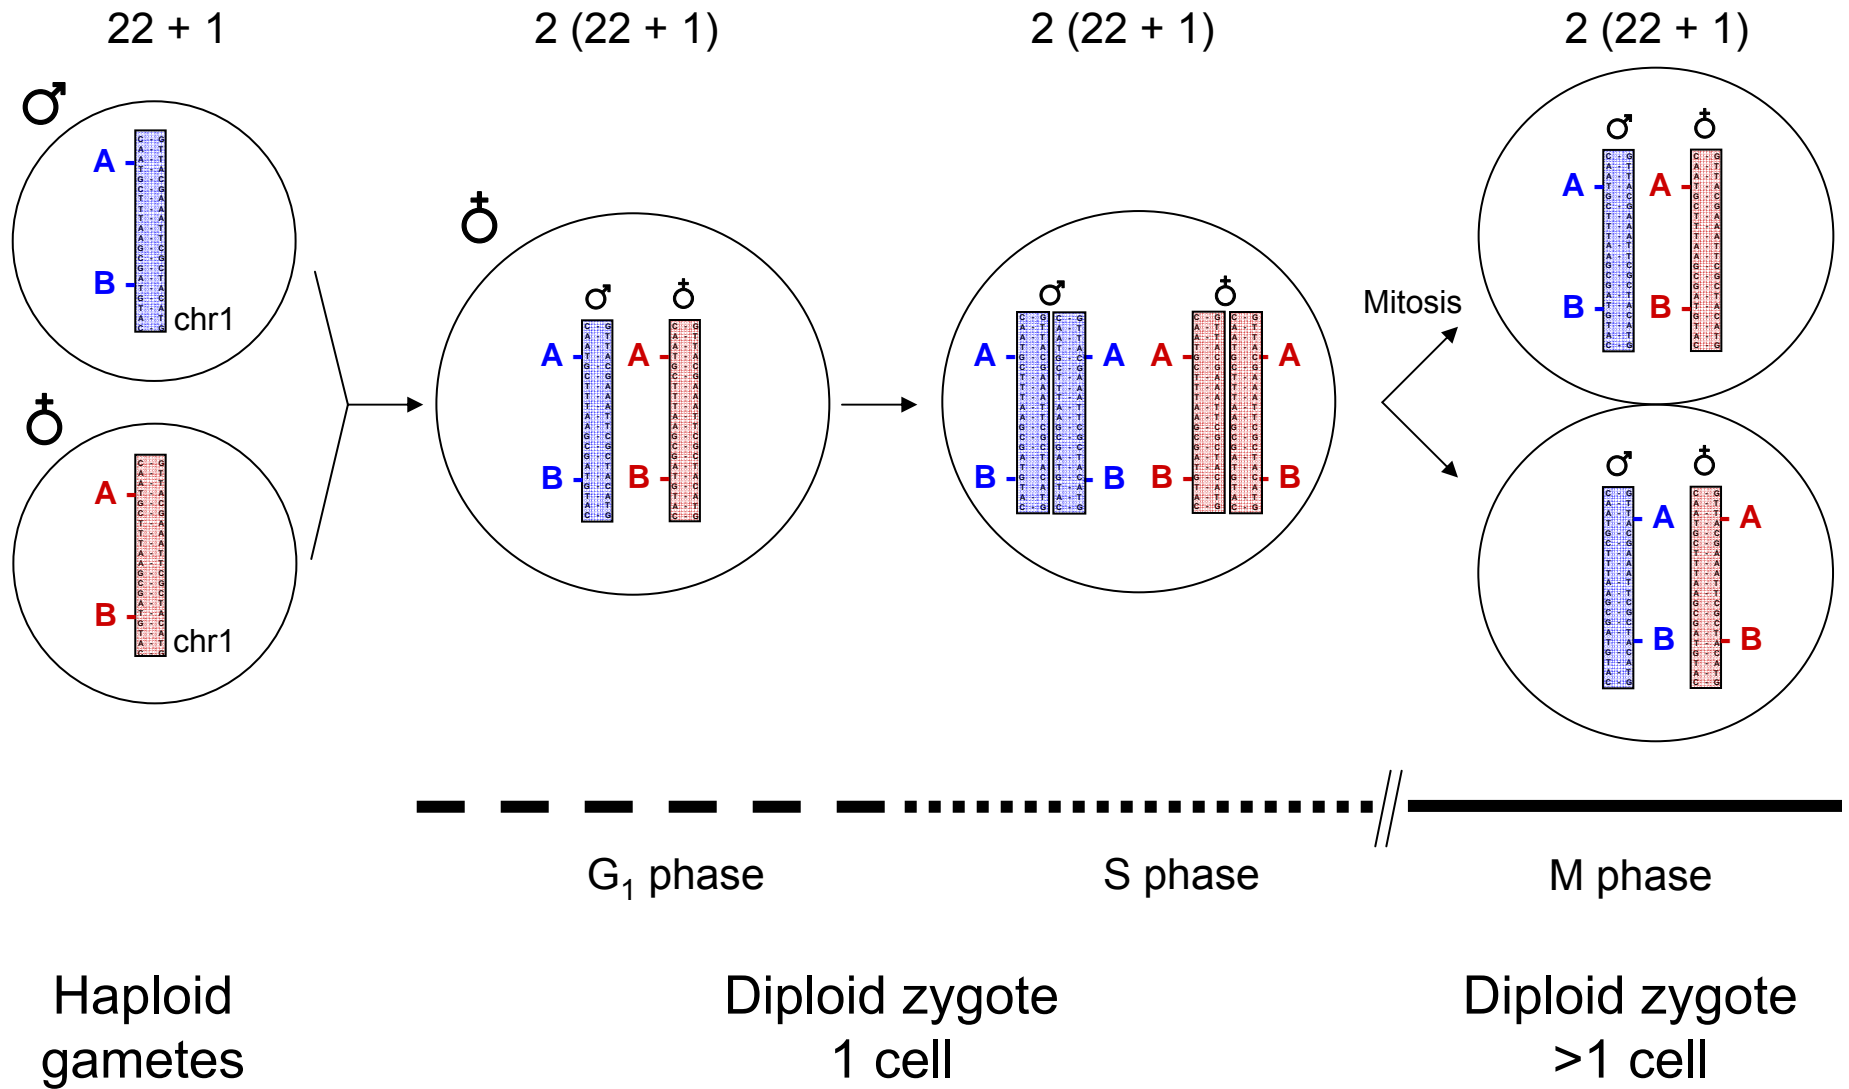 22 + 1
2 (22 + 1)
2 (22 + 1)
2 (22 + 1)
A
B
chr1
A
B
chr1
A
A
B
B
A
A
A
A
B
B
B
B
Mitosis
A
A
B
B
A
A
B
B
G1 phase
S phase
M phase
Haploid
gametes
Diploid zygote
1 cell
Diploid zygote
>1 cell